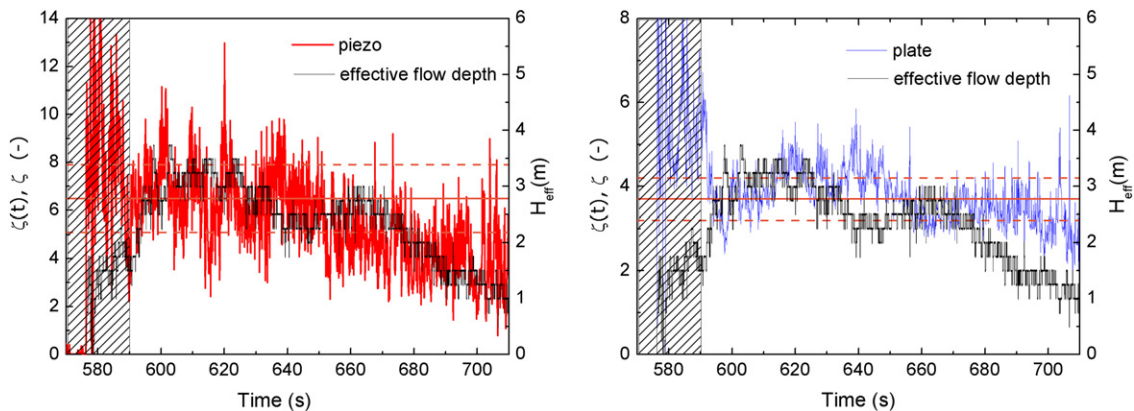 piezo
effective flow depth
ζ(t), ζ (-)
14
12
10
8
6
4
2
0
6
5
4
3
2
1
0
H_eff(m)
580 600 620 640 660 680 700
Time (s)
plate
effective flow depth
ζ(t), ζ (-)
8
6
4
2
0
6
5
4
3
2
1
0
H_eff(m)
580 600 620 640 660 680 700
Time (s)